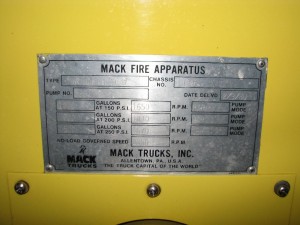 MACK FIRE APPARATUS
TYPE CHASSIS NO.
PUMP NO. DATE DEL'D
GALLONS AT 150 P.S.I. R.P.M. PUMP MODE
GALLONS AT 200 P.S.I. R.P.M. PUMP MODE
GALLONS AT 250 P.S.I. R.P.M. PUMP MODE
NO-LOAD GOVERNED SPEED
MACK TRUCKS
MACK TRUCKS, INC.
ALLENTOWN, PA., U.S.A.
"THE TRUCK CAPITAL OF THE WORLD"